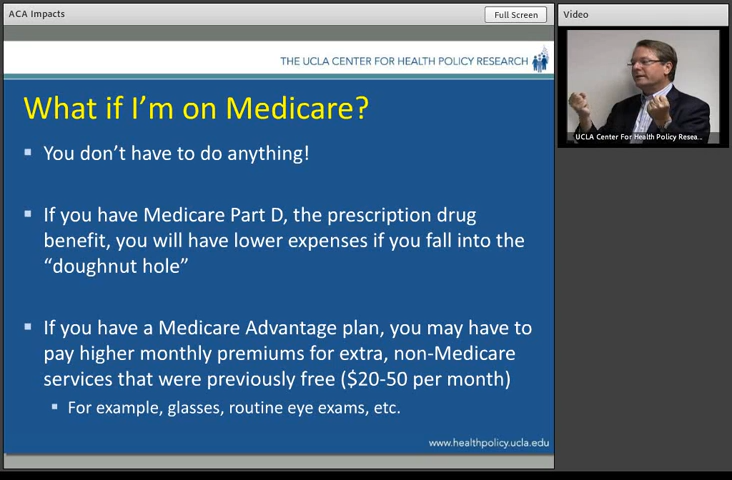 ACA Impacts
Full Screen
Video
THE UCLA CENTER FOR HEALTH POLICY RESEARCH
What if I'm on Medicare?
You don't have to do anything!
If you have Medicare Part D, the prescription drug
benefit, you will have lower expenses if you fall into the
“doughnut hole”
If you have a Medicare Advantage plan, you may have to
pay higher monthly premiums for extra, non-Medicare
services that were previously free ($20-50 per month)
For example, glasses, routine eye exams, etc.
www.healthpolicy.ucla.edu
UCLA Center For Health Policy Resea...